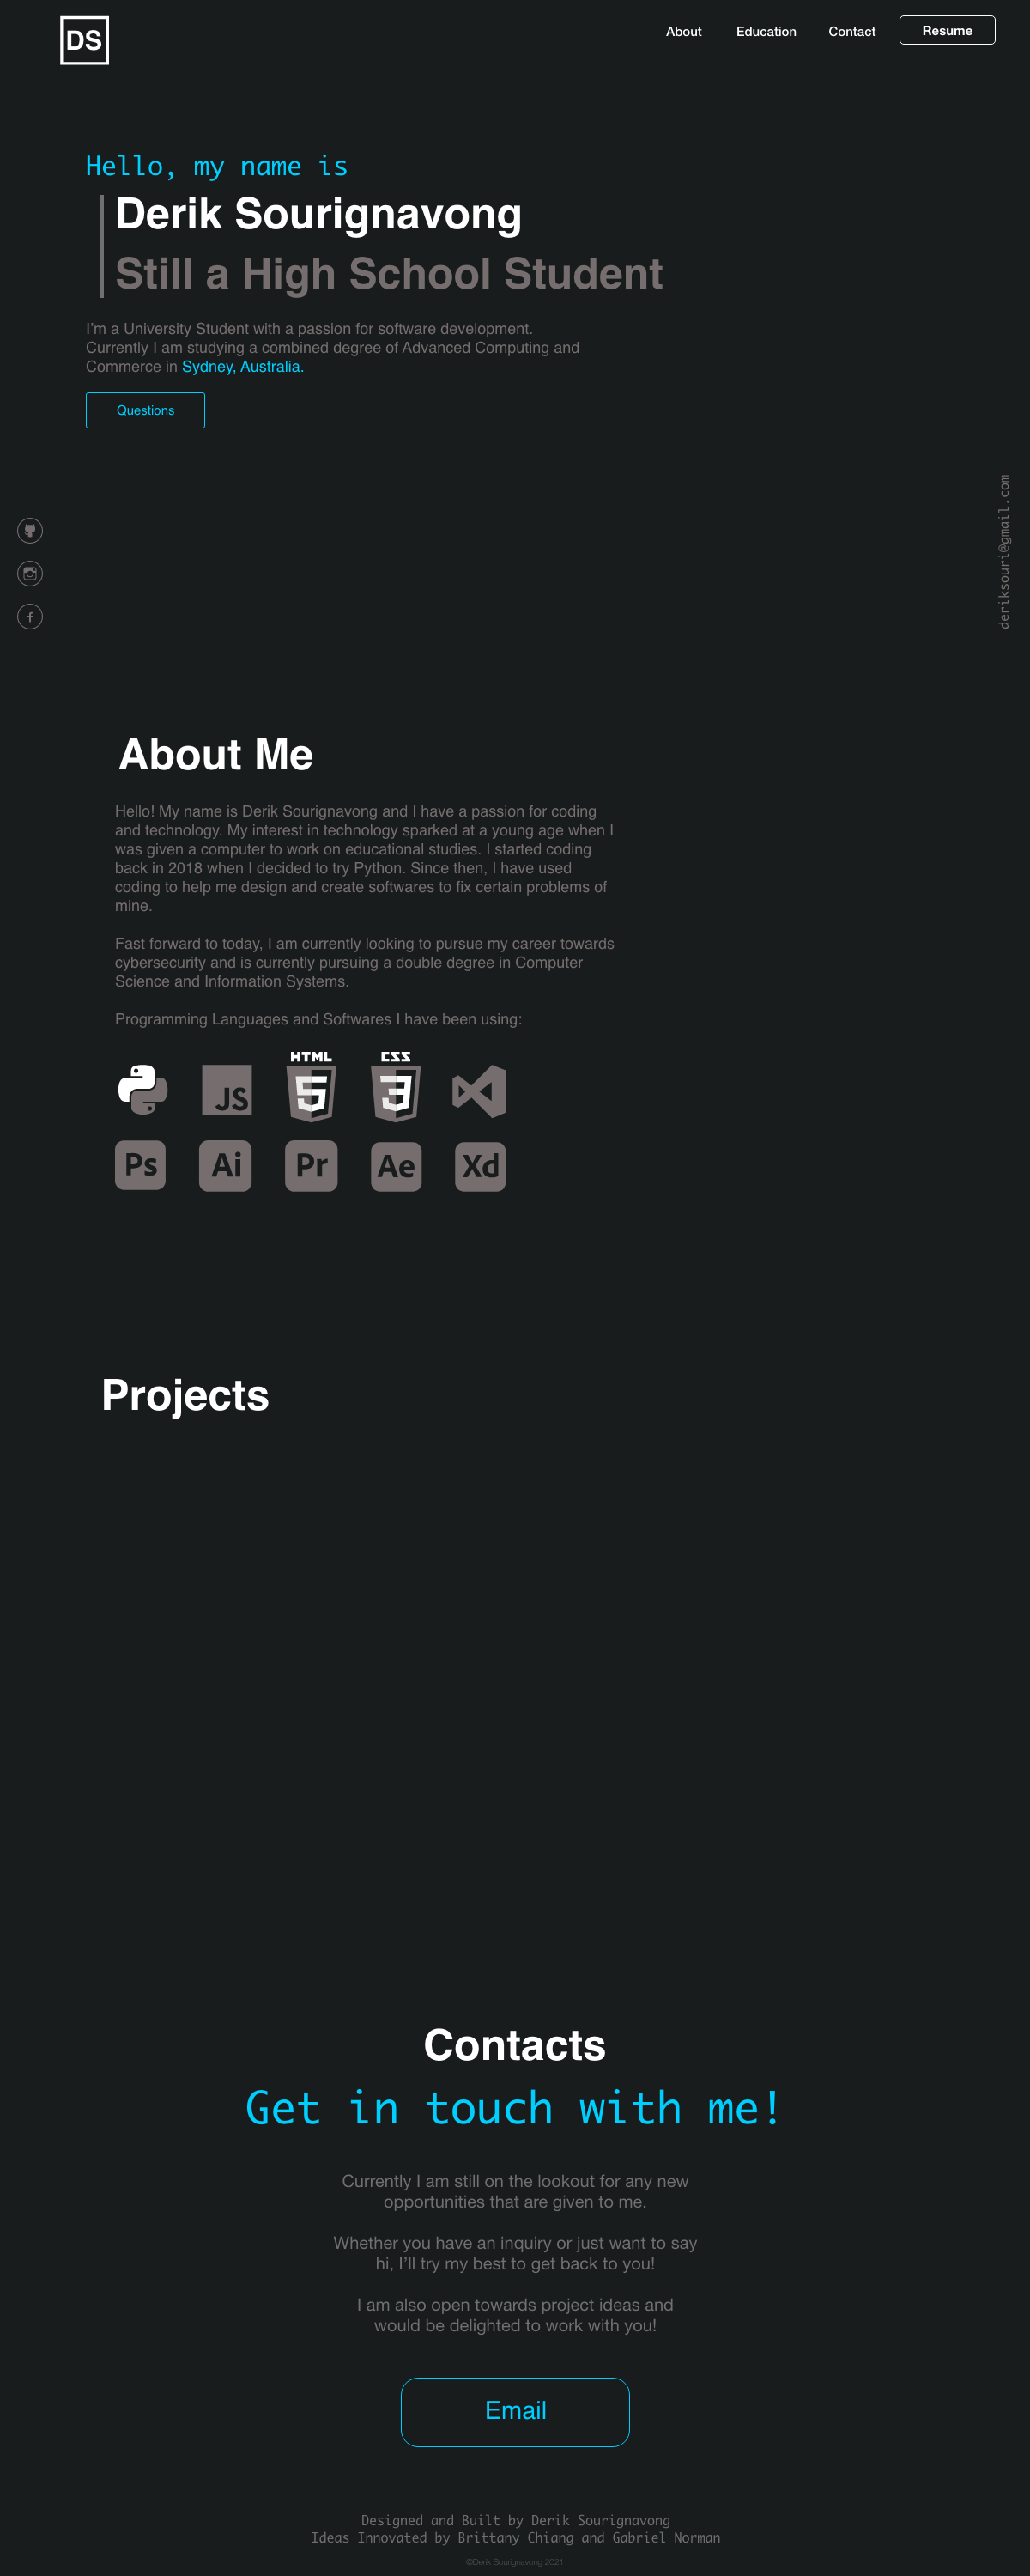 DS
About Education Contact Resume
Hello, my name is
Derik Sourignavong
Still a High School Student
I’m a University Student with a passion for software development.
Currently I am studying a combined degree of Advanced Computing and
Commerce in Sydney, Australia.
Questions
deriksouri@gmail.com
About Me
Hello! My name is Derik Sourignavong and I have a passion for coding
and technology. My interest in technology sparked at a young age when I
was given a computer to work on educational studies. I started coding
back in 2018 when I decided to try Python. Since then, I have used
coding to help me design and create softwares to fix certain problems of
mine.
Fast forward to today, I am currently looking to pursue my career towards
cybersecurity and is currently pursuing a double degree in Computer
Science and Information Systems.
Programming Languages and Softwares I have been using:
HTML CSS
JS 5 3
Ps Ai Pr Ae Xd
Projects
Contacts
Get in touch with me!
Currently I am still on the lookout for any new
opportunities that are given to me.
Whether you have an inquiry or just want to say
hi, I’ll try my best to get back to you!
I am also open towards project ideas and
would be delighted to work with you!
Email
Designed and Built by Derik Sourignavong
Ideas Innovated by Brittany Chiang and Gabriel Norman
©Derik Sourignavong 2021